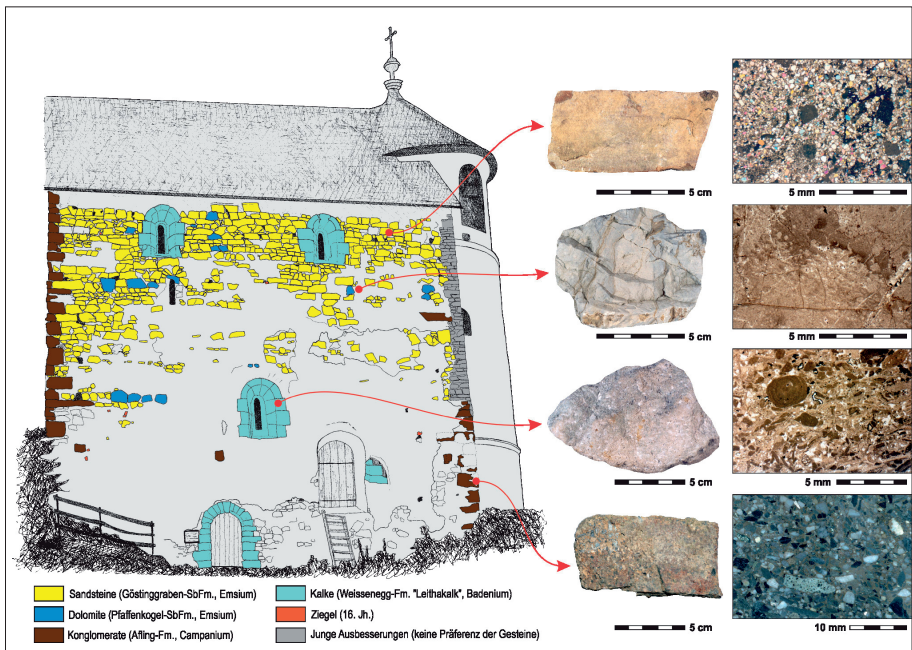 5 cm
5 mm
5 cm
5 mm
5 cm
5 mm
5 cm
10 mm
Sandsteine (Göstinggraben-SbFm., Emsium)
Dolomite (Pfaffenkogel-SbFm., Emsium)
Konglomerate (Afling-Fm., Campanium)
Kalke (Weissenegg-Fm. "Leithakalk", Badenium)
Ziegel (16. Jh.)
Junge Ausbesserungen (keine Präferenz der Gesteine)